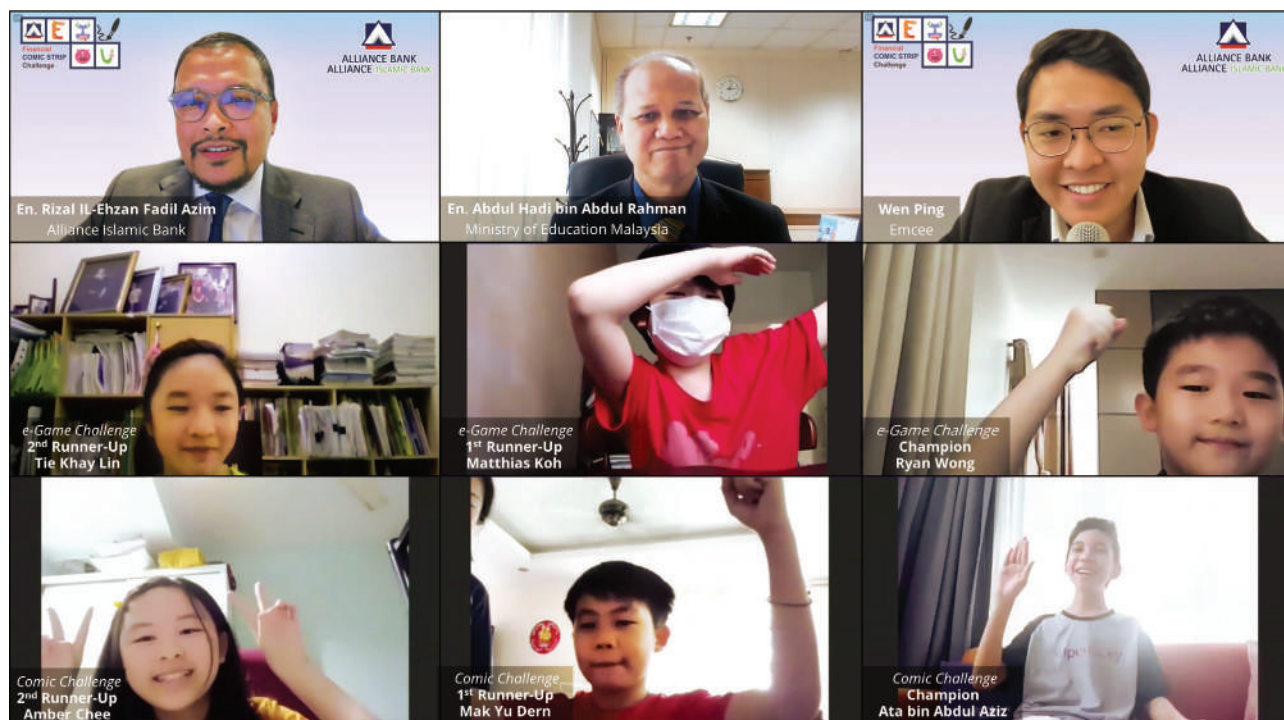 A E
U
Financial
COMIC STRIP
Challenge
ALLIANCE BANK
ALLIANCE ISLAMIC BANK
En. Rizal IL-Ehzan Fadil Azim
Alliance Islamic Bank
En. Abdul Hadi bin Abdul Rahman
Ministry of Education Malaysia
A E
U
Financial
COMIC STRIP
Challenge
ALLIANCE BANK
ALLIANCE ISLAMIC BANK
Wen Ping
Emcee
e-Game Challenge
2nd Runner-Up
Tie Khay Lin
e-Game Challenge
1st Runner-Up
Matthias Koh
e-Game Challenge
Champion
Ryan Wong
Comic Challenge
2nd Runner-Up
Amber Chee
Comic Challenge
1st Runner-Up
Mak Yu Dern
Comic Challenge
Champion
Ata bin Abdul Aziz